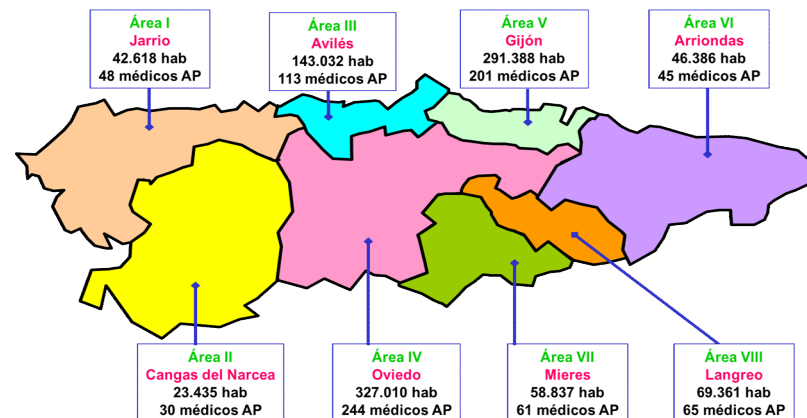 Área I
Jarrio
42.618 hab
48 médicos AP
Área III
Avilés
143.032 hab
113 médicos AP
Área V
Gijón
291.388 hab
201 médicos AP
Área VI
Arriondas
46.386 hab
45 médicos AP
Área II
Cangas del Narcea
23.435 hab
30 médicos AP
Área IV
Oviedo
327.010 hab
244 médicos AP
Área VII
Mieres
58.837 hab
61 médicos AP
Área VIII
Langreo
69.361 hab
65 médicos AP